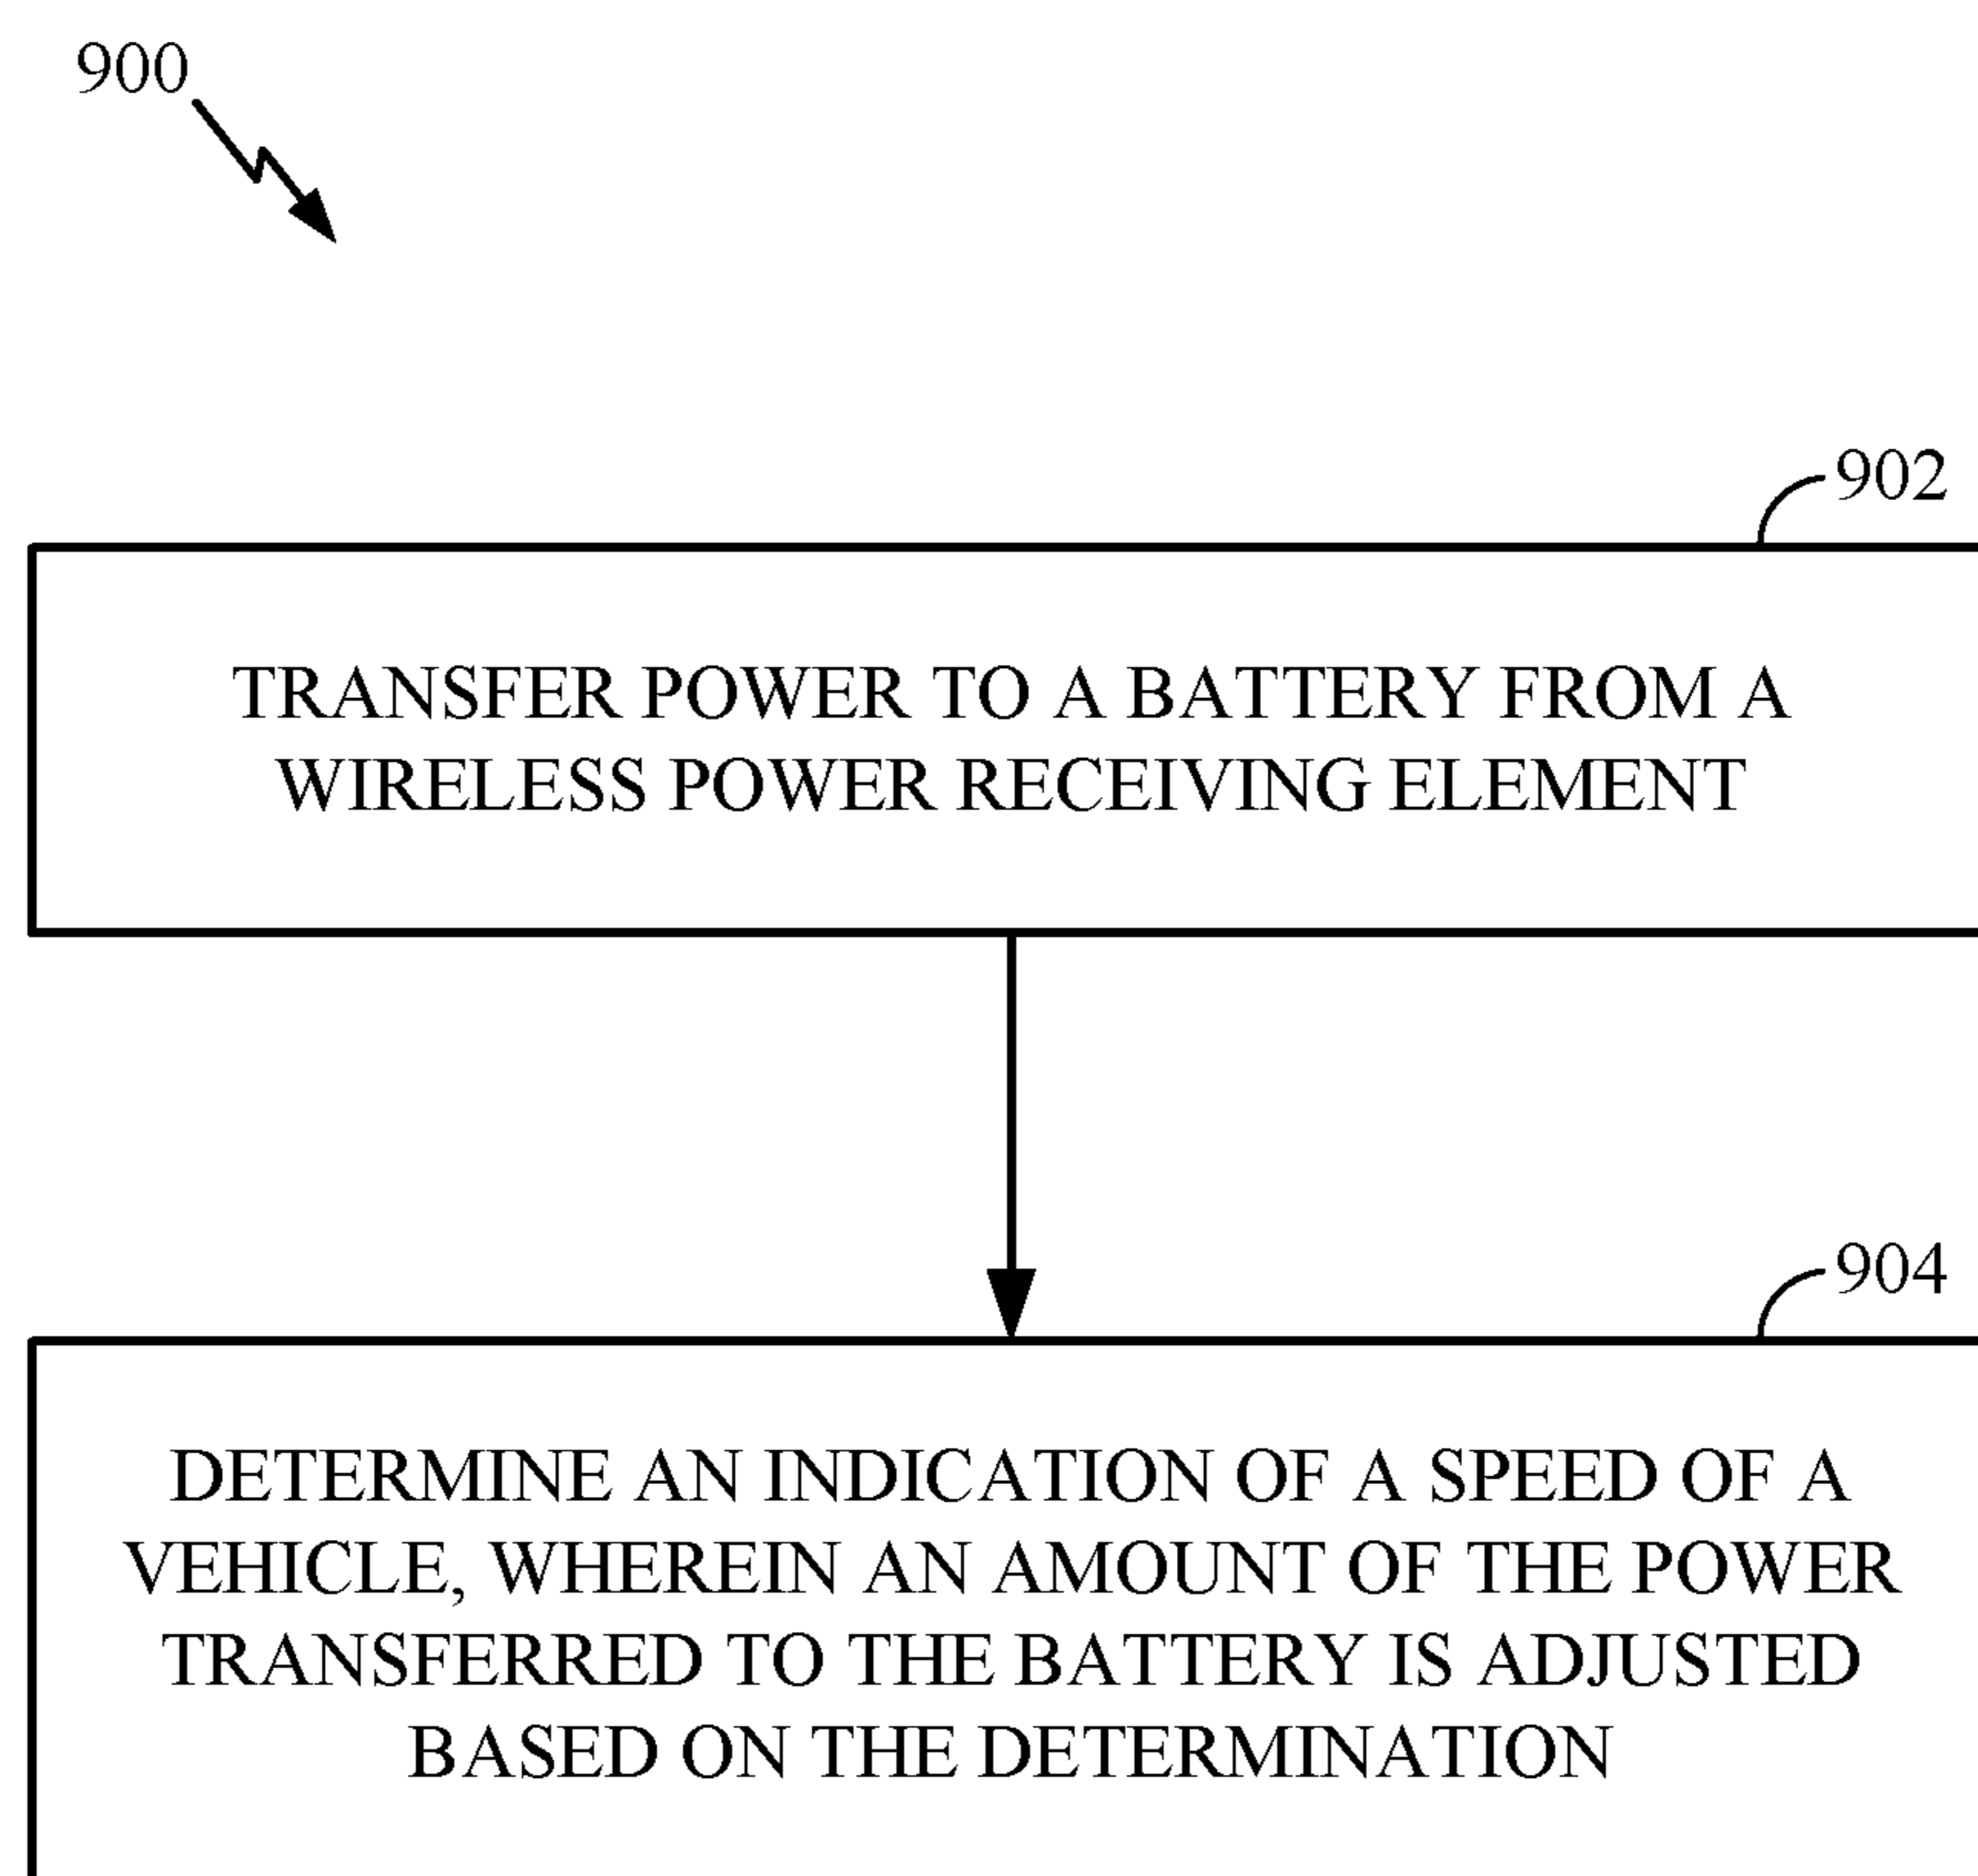 900
902
TRANSFER POWER TO A BATTERY FROM A
WIRELESS POWER RECEIVING ELEMENT
904
DETERMINE AN INDICATION OF A SPEED OF A
VEHICLE, WHEREIN AN AMOUNT OF THE POWER
TRANSFERRED TO THE BATTERY IS ADJUSTED
BASED ON THE DETERMINATION